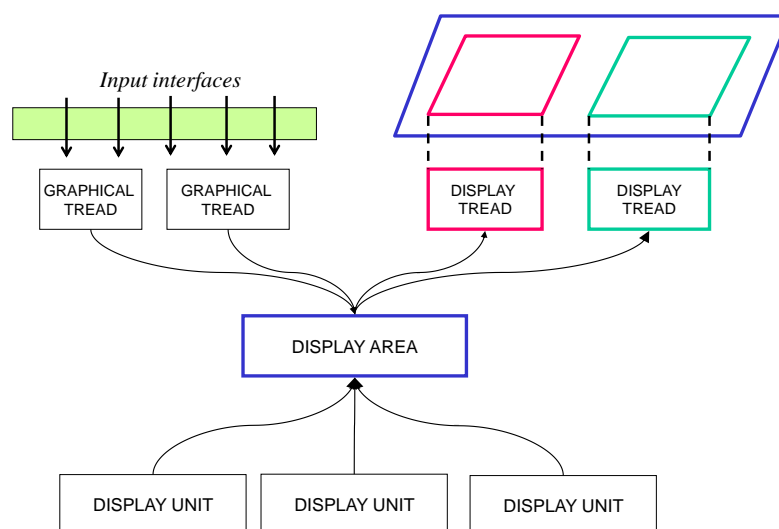 Input interfaces
GRAPHICAL
TREAD
GRAPHICAL
TREAD
DISPLAY
TREAD
DISPLAY
TREAD
DISPLAY AREA
DISPLAY UNIT
DISPLAY UNIT
DISPLAY UNIT